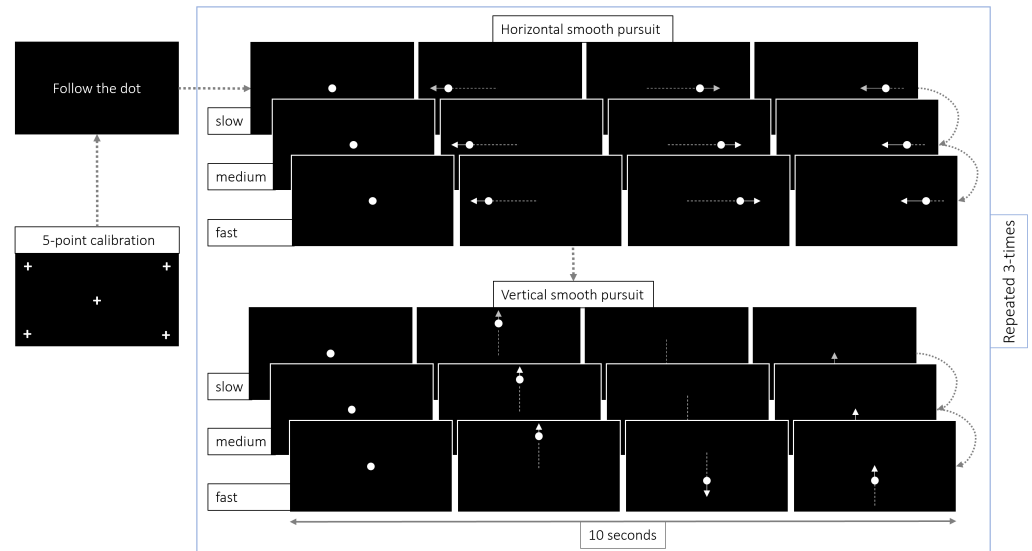 Horizontal smooth pursuit
Follow the dot
slow
medium
fast
5-point calibration
Repeated 3-times
Vertical smooth pursuit
slow
medium
fast
10 seconds